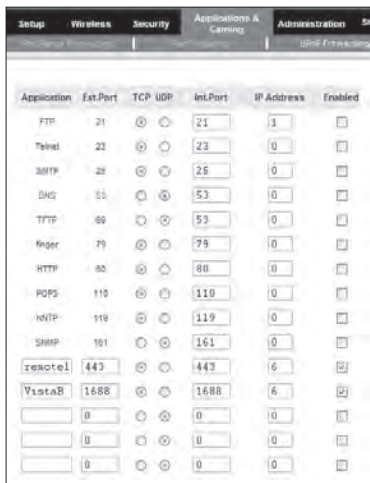 Setup Wireless Security Applications & Gaming Administration
UPnP Forwarding
Application Ext.Port TCP UDP Int.Port IP Address Enabled
FTP 21 21 1
Telnet 23 23 0
SMTP 25 25 0
DNS 53 53 0
TFTP 69 53 0
finger 79 79 0
HTTP 80 80 0
POP3 110 110 0
NNTP 119 119 0
SNMP 161 161 0
remotel 443 443 6
VistaB 1688 1688 6
0 0 0
0 0 0
0 0 0